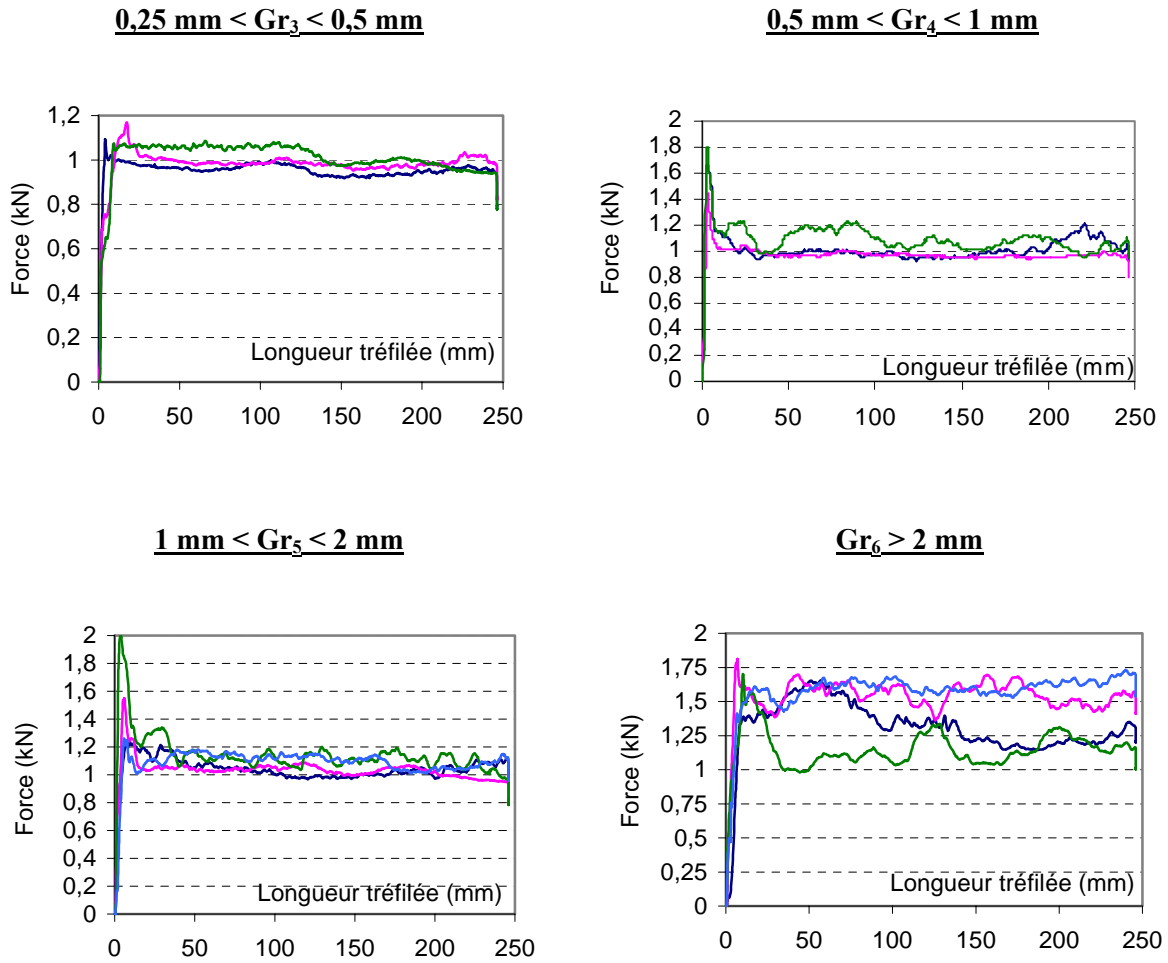 0,25 mm < Gr₃ < 0,5 mm
0,5 mm < Gr₄ < 1 mm
Force (kN)
1,2
1
0,8
0,6
0,4
0,2
0
Longueur tréfilée (mm)
0 50 100 150 200 250
Force (kN)
2
1,8
1,6
1,4
1,2
1
0,8
0,6
0,4
0,2
0
Longueur tréfilée (mm)
0 50 100 150 200 250
1 mm < Gr₅ < 2 mm
Gr₆ > 2 mm
Force (kN)
2
1,8
1,6
1,4
1,2
1
0,8
0,6
0,4
0,2
0
Longueur tréfilée (mm)
0 50 100 150 200 250
Force (kN)
2
1,75
1,5
1,25
1
0,75
0,5
0,25
0
Longueur tréfilée (mm)
0 50 100 150 200 250